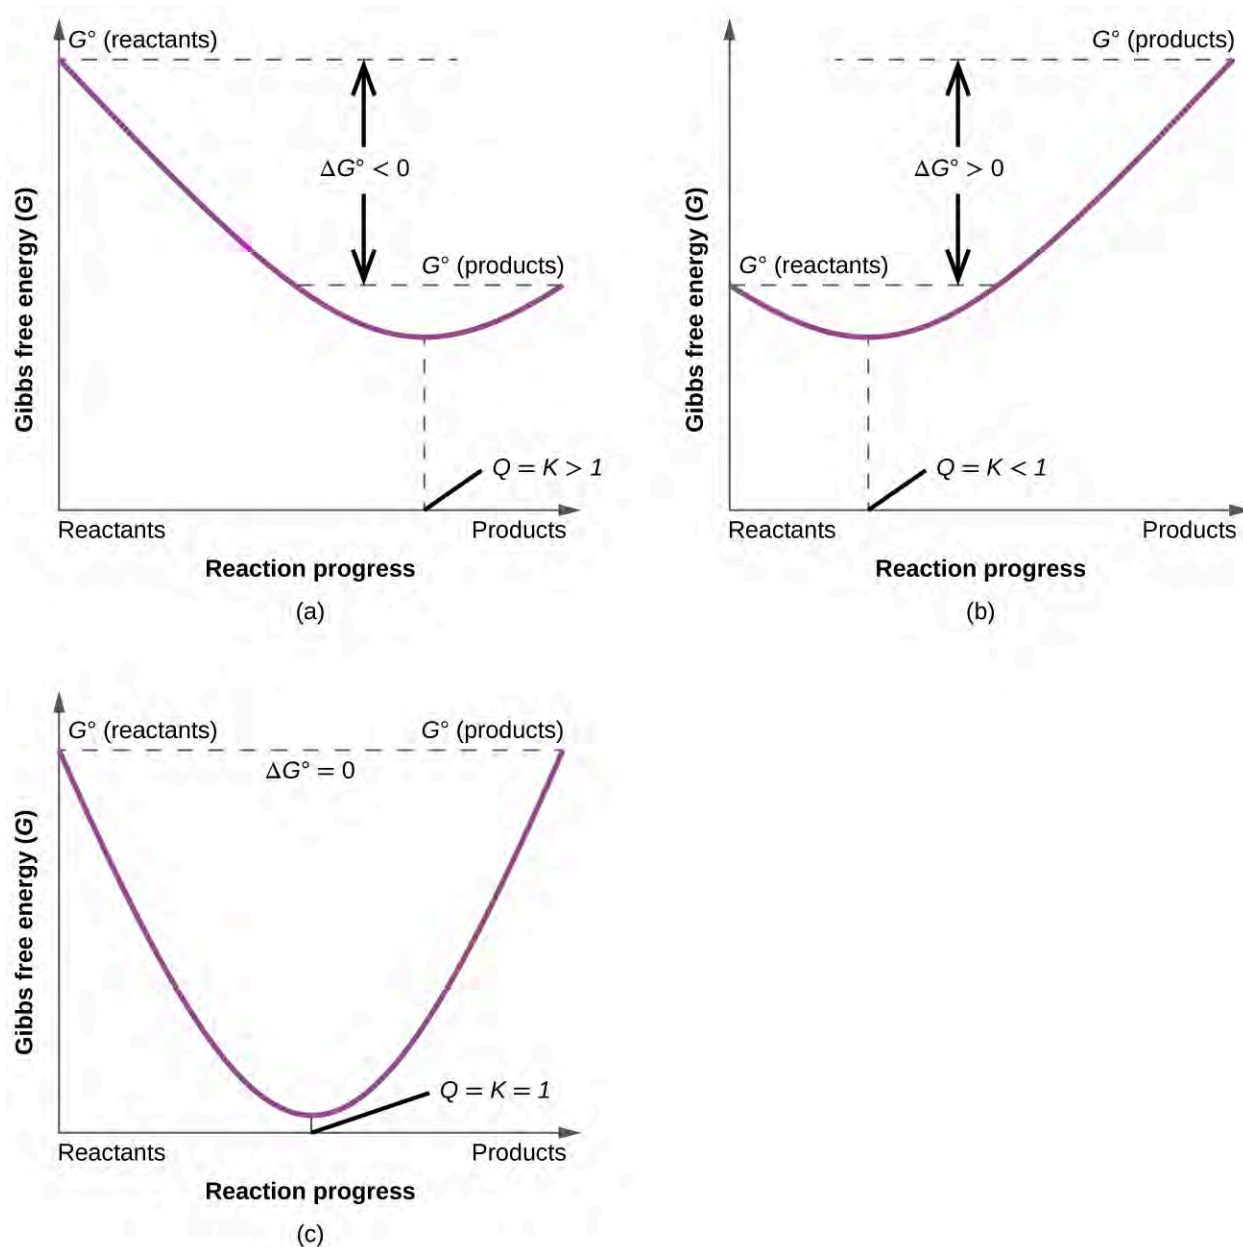 G° (reactants)
ΔG° < 0
G° (products)
Gibbs free energy (G)
Q = K > 1
Reactants
Products
Reaction progress
(a)
G° (products)
ΔG° > 0
G° (reactants)
Gibbs free energy (G)
Q = K < 1
Reactants
Products
Reaction progress
(b)
G° (reactants)
G° (products)
ΔG° = 0
Gibbs free energy (G)
Q = K = 1
Reactants
Products
Reaction progress
(c)